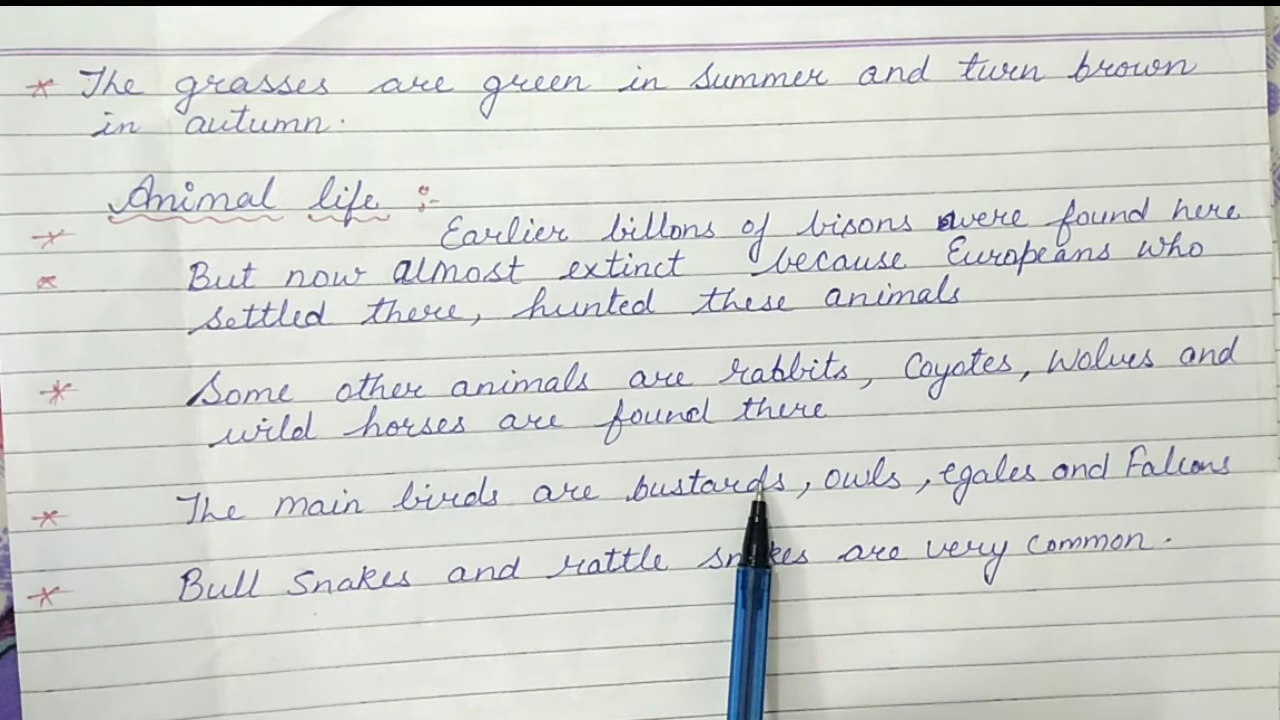 * The grasses are green in summer and turn brown
in autumn.
Animal life :-
* Earlier billons of bisons were found here
* But now almost extinct because Europeans who
settled there, hunted these animals
* Some other animals are rabbits, Coyotes, Wolves and
wild horses are found there
* The main birds are bustards, owls, egales and Falcons
* Bull Snakes and rattle snakes are very common.